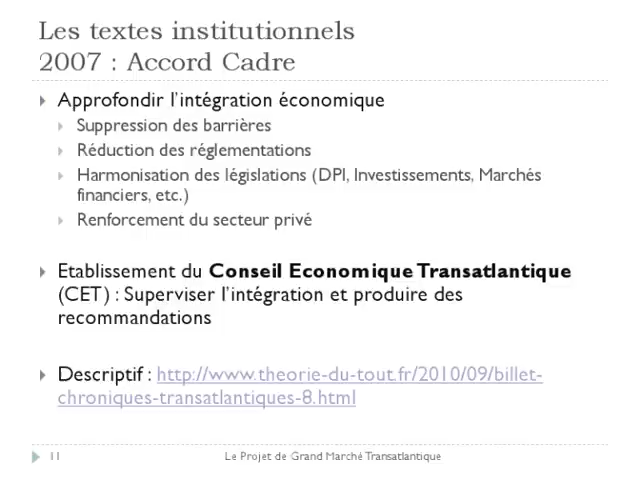 Les textes institutionnels
2007 : Accord Cadre
Approfondir l'intégration économique
Suppression des barrières
Réduction des réglementations
Harmonisation des législations (DPI, Investissements, Marchés
financiers, etc.)
Renforcement du secteur privé
Etablissement du Conseil Economique Transatlantique
(CET) : Superviser l'intégration et produire des
recommandations
Descriptif : http://www.theorie-du-tout.fr/2010/09/billet-
chroniques-transatlantiques-8.html
11 Le Projet de Grand Marché Transatlantique